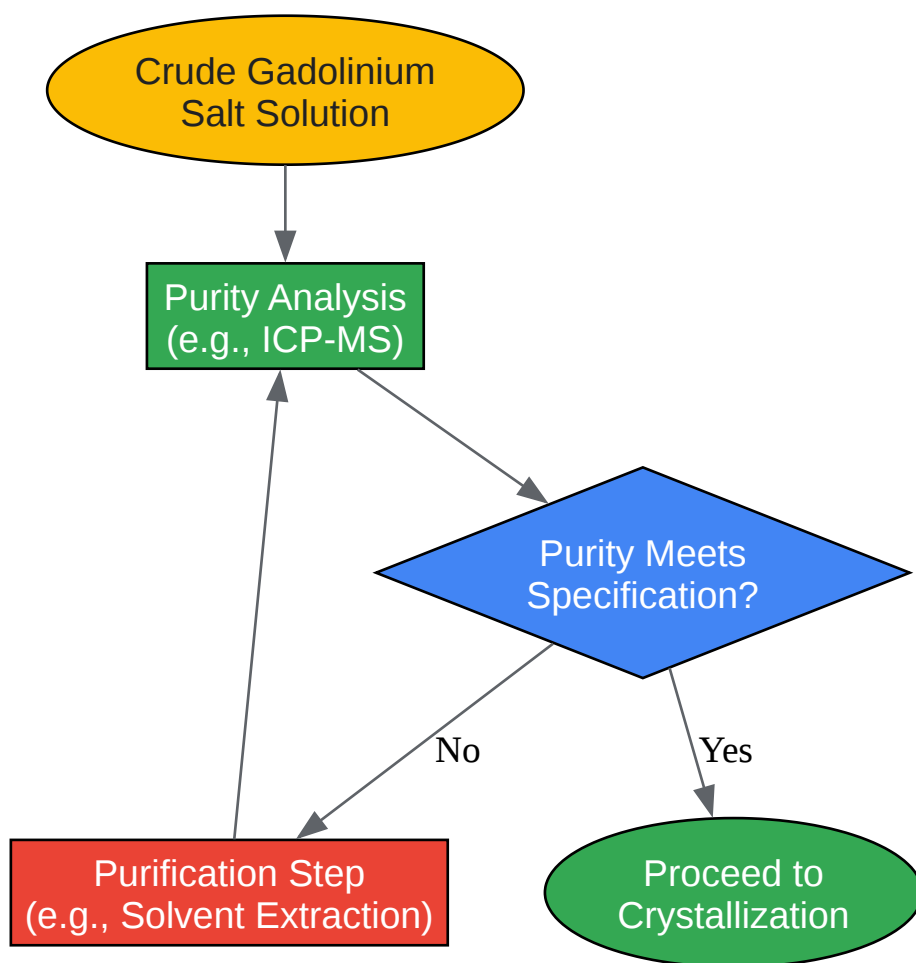 Crude Gadolinium
Salt Solution
Purity Analysis
(e.g., ICP-MS)
Purity Meets
Specification?
No
Yes
Purification Step
(e.g., Solvent Extraction)
Proceed to
Crystallization